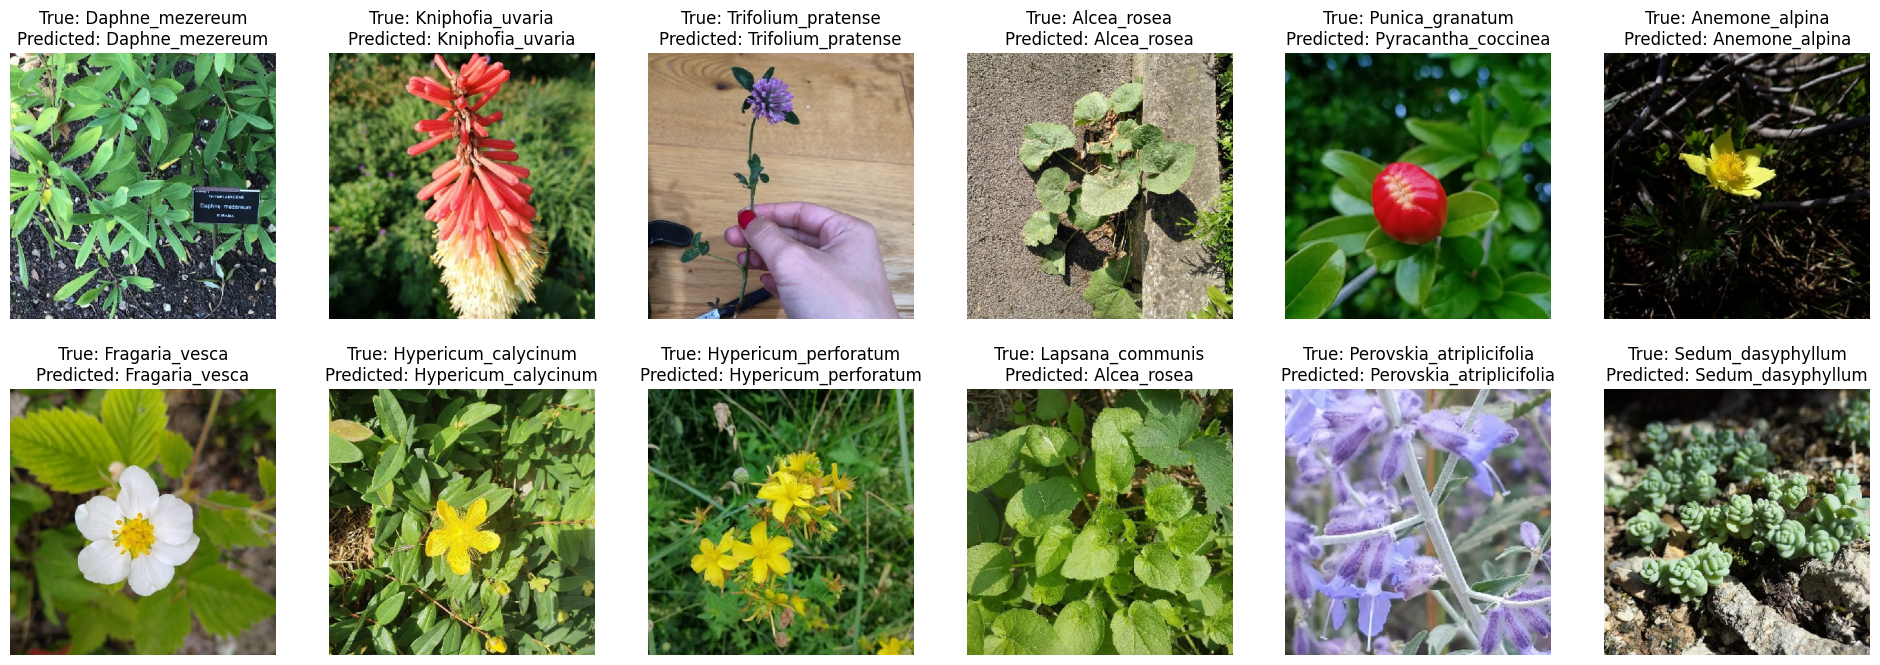 True: Daphne_mezereum
Predicted: Daphne_mezereum
True: Kniphofia_uvaria
Predicted: Kniphofia_uvaria
True: Trifolium_pratense
Predicted: Trifolium_pratense
True: Alcea_rosea
Predicted: Alcea_rosea
True: Punica_granatum
Predicted: Pyracantha_coccinea
True: Anemone_alpina
Predicted: Anemone_alpina
Daphne mezereum
True: Fragaria_vesca
Predicted: Fragaria_vesca
True: Hypericum_calycinum
Predicted: Hypericum_calycinum
True: Hypericum_perforatum
Predicted: Hypericum_perforatum
True: Lapsana_communis
Predicted: Alcea_rosea
True: Perovskia_atriplicifolia
Predicted: Perovskia_atriplicifolia
True: Sedum_dasyphyllum
Predicted: Sedum_dasyphyllum